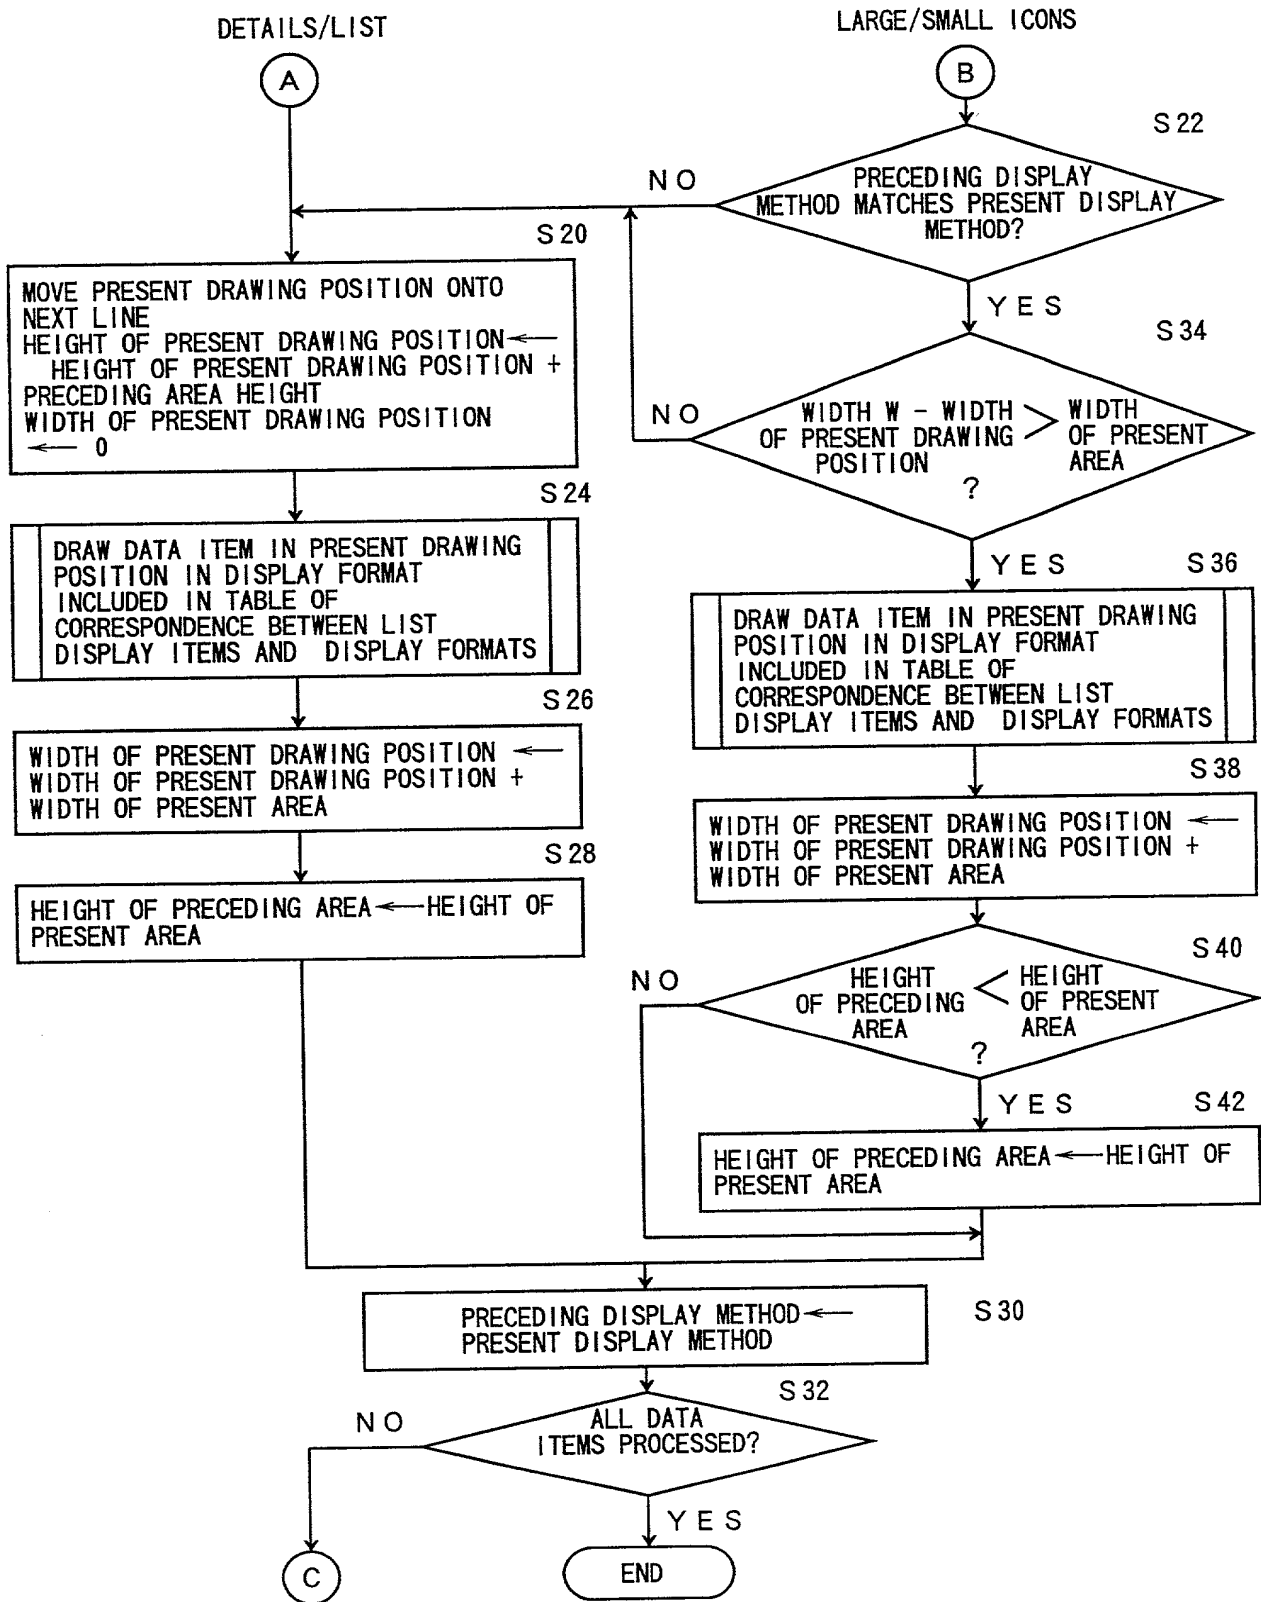 DETAILS/LIST
A
LARGE/SMALL ICONS
B
S22
PRECEDING DISPLAY
METHOD MATCHES PRESENT DISPLAY
METHOD?
NO
YES
S20
MOVE PRESENT DRAWING POSITION ONTO
NEXT LINE
HEIGHT OF PRESENT DRAWING POSITION ←
HEIGHT OF PRESENT DRAWING POSITION +
PRECEDING AREA HEIGHT
WIDTH OF PRESENT DRAWING POSITION
← 0
S34
WIDTH W - WIDTH
OF PRESENT DRAWING
POSITION
>
WIDTH
OF PRESENT
AREA
?
NO
YES
S24
DRAW DATA ITEM IN PRESENT DRAWING
POSITION IN DISPLAY FORMAT
INCLUDED IN TABLE OF
CORRESPONDENCE BETWEEN LIST
DISPLAY ITEMS AND DISPLAY FORMATS
S36
DRAW DATA ITEM IN PRESENT DRAWING
POSITION IN DISPLAY FORMAT
INCLUDED IN TABLE OF
CORRESPONDENCE BETWEEN LIST
DISPLAY ITEMS AND DISPLAY FORMATS
S26
WIDTH OF PRESENT DRAWING POSITION ←
WIDTH OF PRESENT DRAWING POSITION +
WIDTH OF PRESENT AREA
S38
WIDTH OF PRESENT DRAWING POSITION ←
WIDTH OF PRESENT DRAWING POSITION +
WIDTH OF PRESENT AREA
S28
HEIGHT OF PRECEDING AREA ← HEIGHT OF
PRESENT AREA
S40
HEIGHT
OF PRECEDING
AREA
<
HEIGHT
OF PRESENT
AREA
?
NO
YES
S42
HEIGHT OF PRECEDING AREA ← HEIGHT OF
PRESENT AREA
S30
PRECEDING DISPLAY METHOD ←
PRESENT DISPLAY METHOD
S32
ALL DATA
ITEMS PROCESSED?
NO
YES
C
END